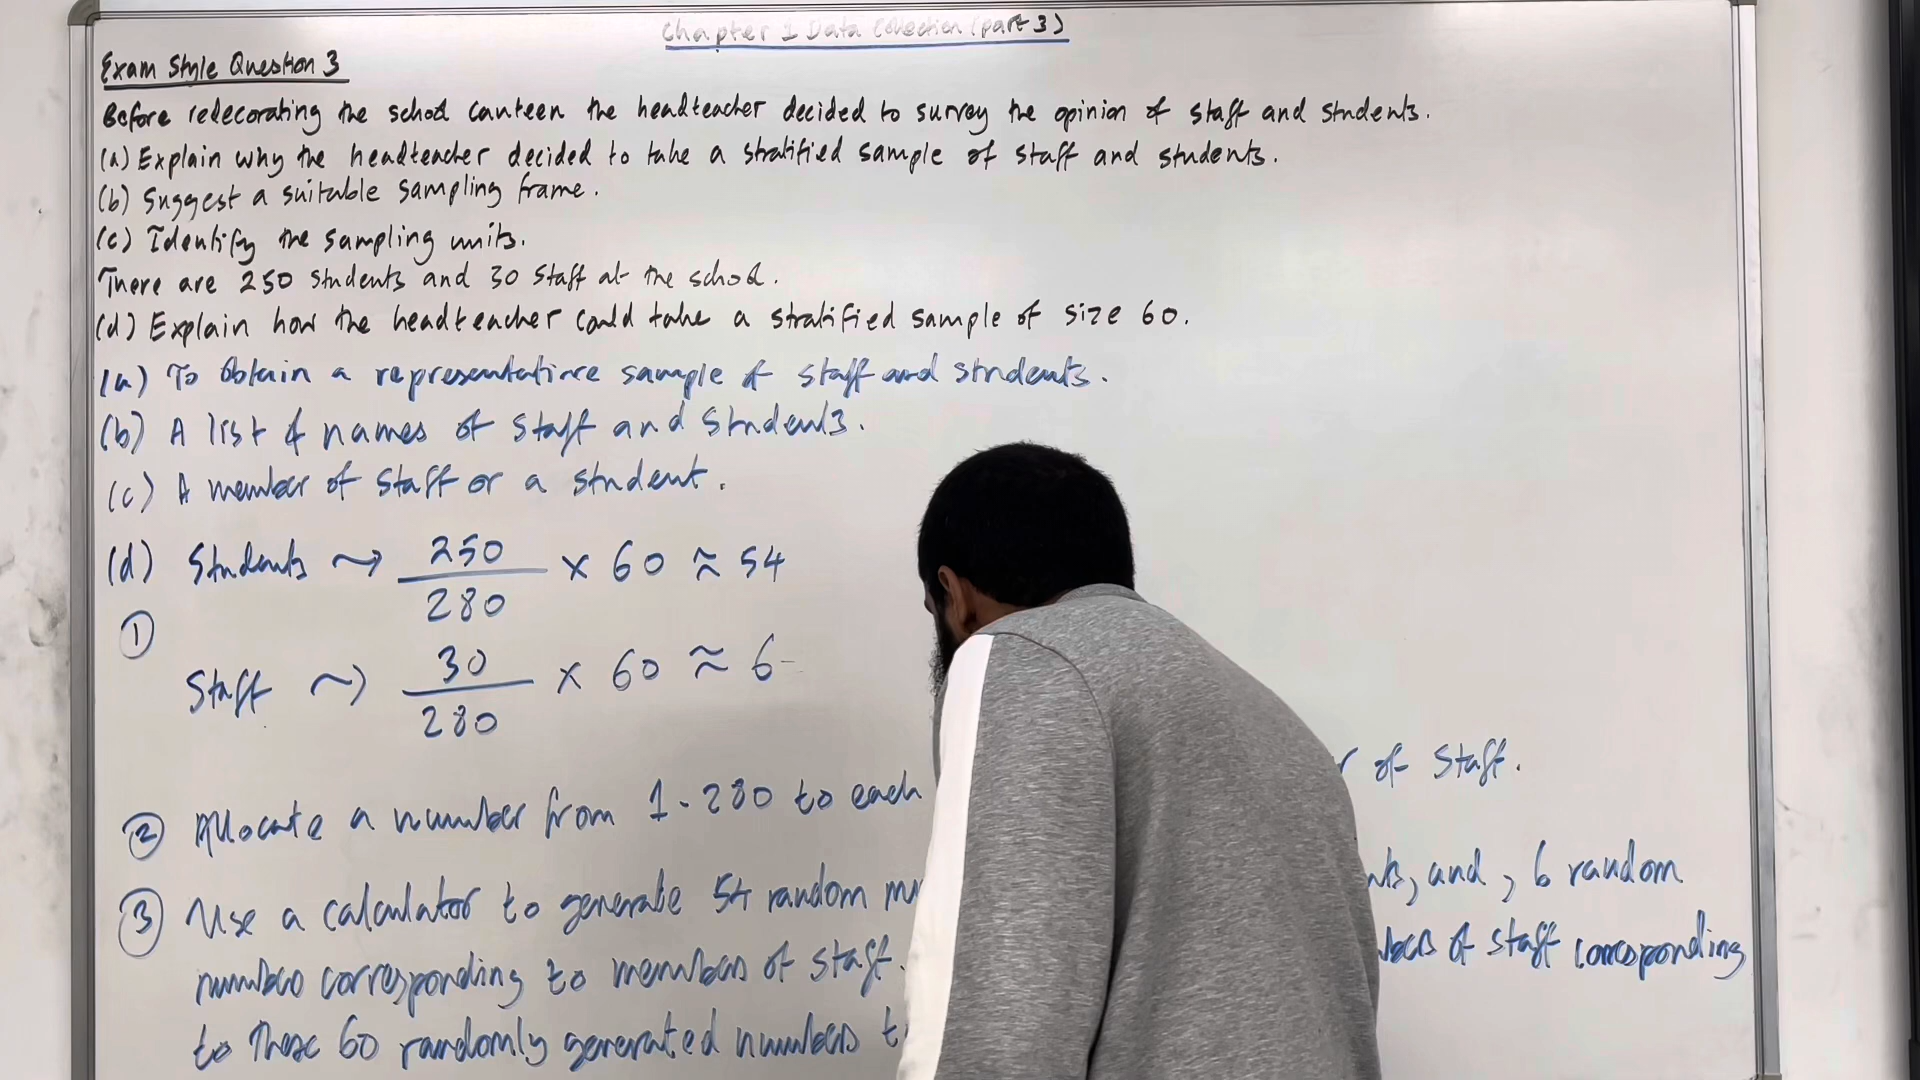 Chapter 1 Data Collection (part 3)
Exam Style Question 3
Before redecorating the school canteen the headteacher decided to survey the opinion of staff and students.
(a) Explain why the headteacher decided to take a stratified sample of staff and students.
(b) Suggest a suitable sampling frame.
(c) Identify the sampling units.
There are 250 students and 30 staff at the school.
(d) Explain how the headteacher could take a stratified sample of size 60.
(a) To obtain a representative sample of staff and students.
(b) A list of names of staff and students.
(c) A member of staff or a student.
(d) Students ⤳ 250/280 × 60 ≈ 54
①
Staff ⤳ 30/280 × 60 ≈ 6
② Allocate a number from 1-280 to each of staff.
③ Use a calculator to generate 54 random and, 6 random
numbers corresponding to members of staff. of staff corresponding
to these 60 randomly generated numbers